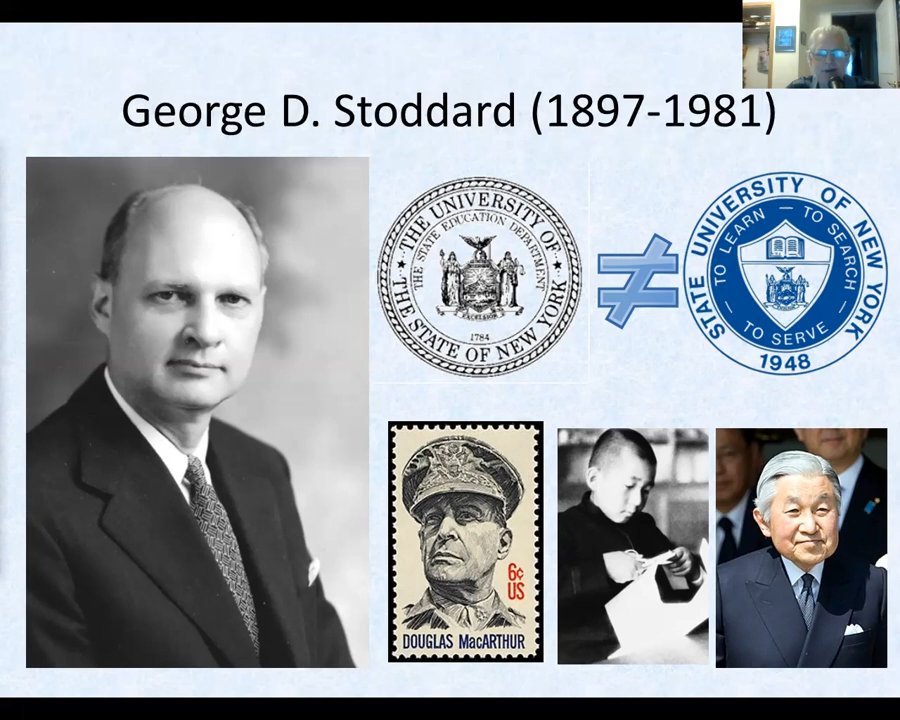 George D. Stoddard (1897-1981)
THE UNIVERSITY OF
THE STATE OF NEW YORK
THE STATE EDUCATION DEPARTMENT
EXCELSIOR
1784
STATE UNIVERSITY OF NEW YORK
TO LEARN — TO SEARCH — TO SERVE
1948
6¢
US
DOUGLAS MacARTHUR